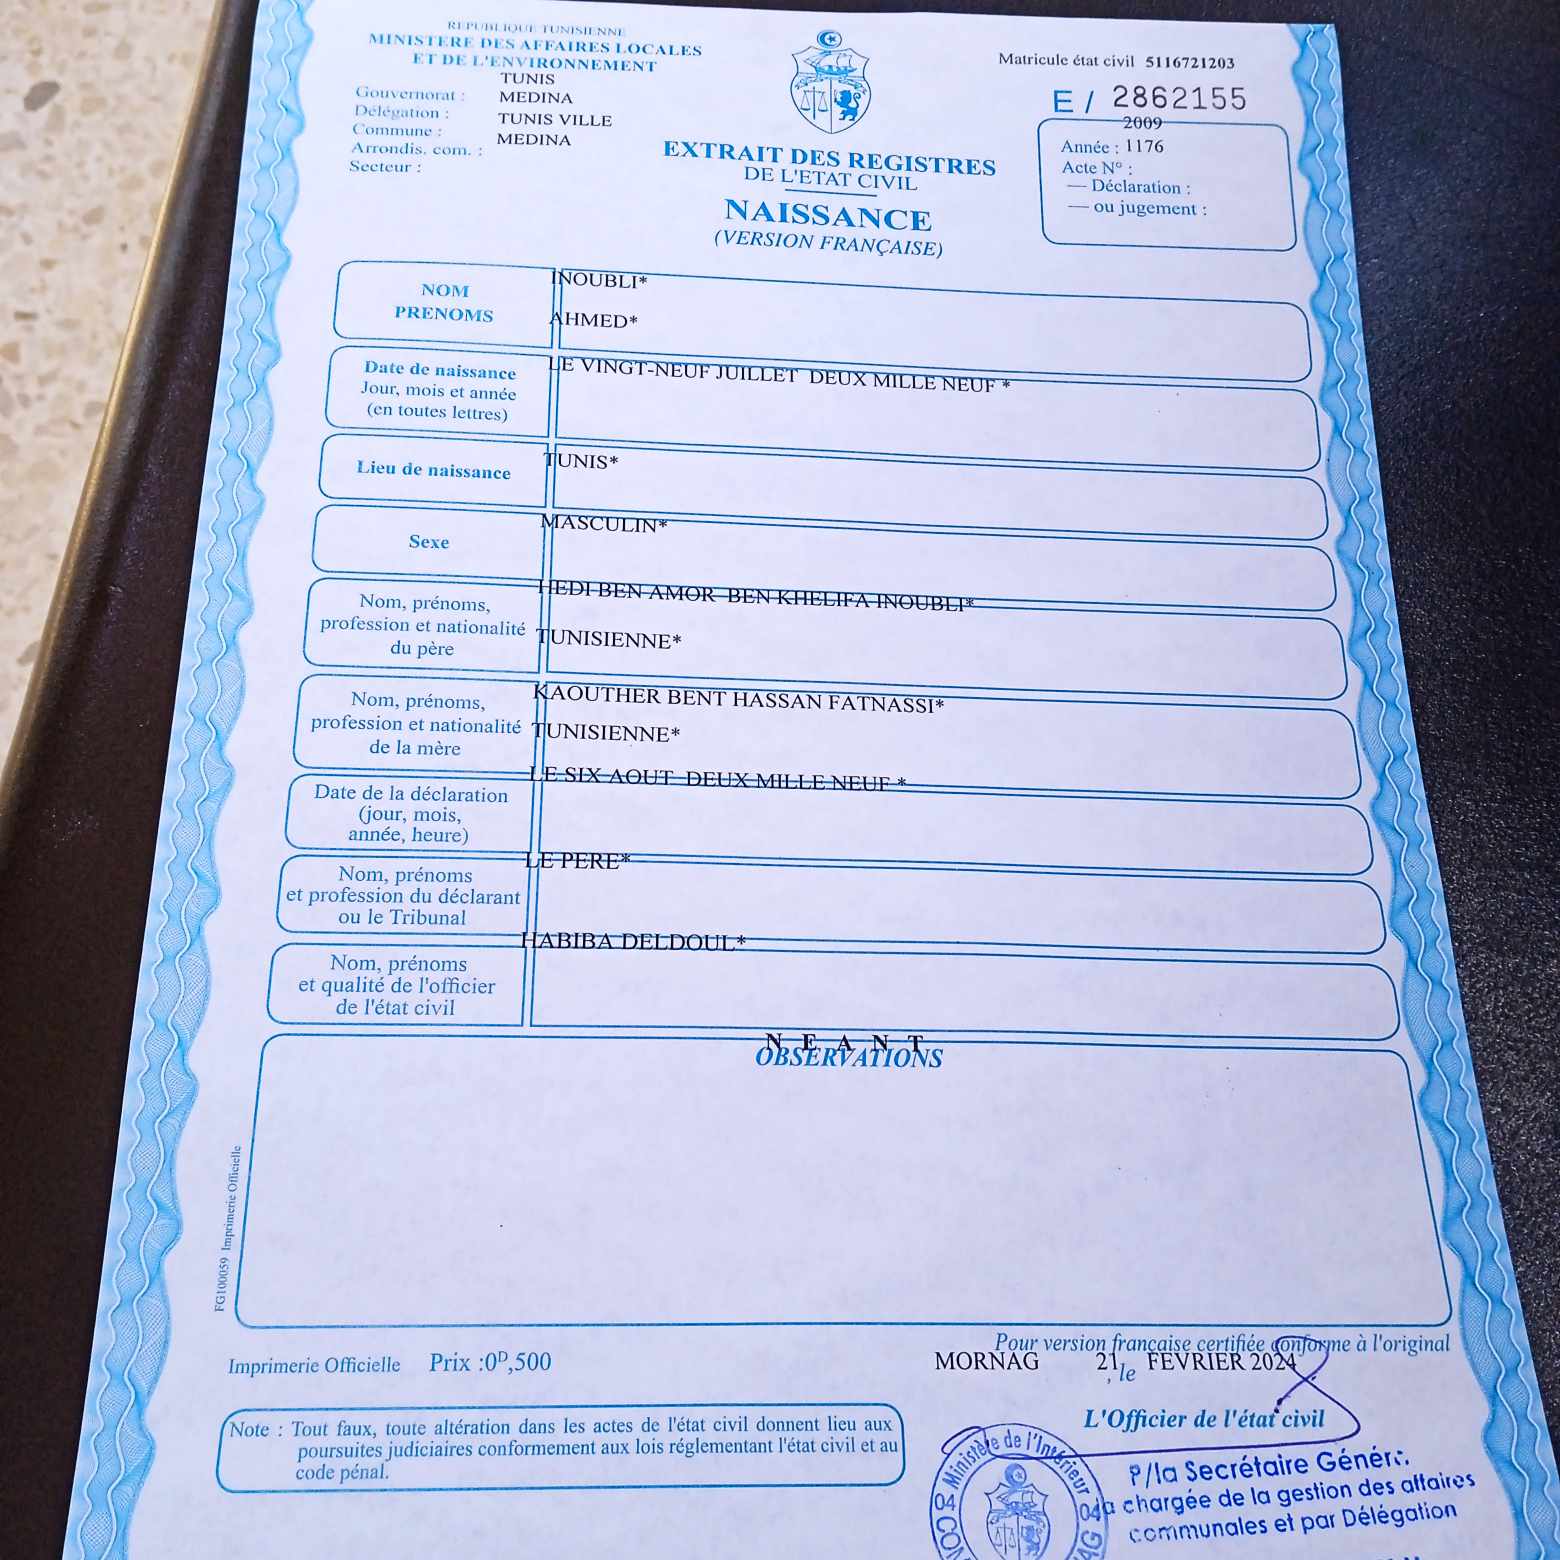 REPUBLIQUE TUNISIENNE
MINISTERE DES AFFAIRES LOCALES
ET DE L'ENVIRONNEMENT
TUNIS
Gouvernorat : MEDINA
Délégation : TUNIS VILLE
Commune : MEDINA
Arrondis. com. :
Secteur :
Matricule état civil 5116721203
E / 2862155
2009
Année : 1176
Acte N° :
— Déclaration :
— ou jugement :
EXTRAIT DES REGISTRES
DE L'ETAT CIVIL
NAISSANCE
(VERSION FRANÇAISE)
NOM
PRENOMS
INOUBLI*
AHMED*
Date de naissance
Jour, mois et année
(en toutes lettres)
LE VINGT-NEUF JUILLET DEUX MILLE NEUF *
Lieu de naissance
TUNIS*
Sexe
MASCULIN*
Nom, prénoms,
profession et nationalité
du père
HEDI BEN AMOR BEN KHELIFA INOUBLI*
TUNISIENNE*
Nom, prénoms,
profession et nationalité
de la mère
KAOUTHER BENT HASSAN FATNASSI*
TUNISIENNE*
Date de la déclaration
(jour, mois,
année, heure)
LE SIX AOUT DEUX MILLE NEUF *
Nom, prénoms
et profession du déclarant
ou le Tribunal
LE PERE*
Nom, prénoms
et qualité de l'officier
de l'état civil
HABIBA DELDOUL*
N E A N T
OBSERVATIONS
FG100059 Imprimerie Officielle
Imprimerie Officielle Prix :0ᴰ,500
Pour version française certifiée conforme à l'original
MORNAG 21, le FEVRIER 2024
L'Officier de l'état civil
Note : Tout faux, toute altération dans les actes de l'état civil donnent lieu aux
poursuites judiciaires conformement aux lois réglementant l'état civil et au
code pénal.
Ministère de l'Intérieur
04
04
P/la Secrétaire Génér
chargée de la gestion des affaires
communales et par Délégation